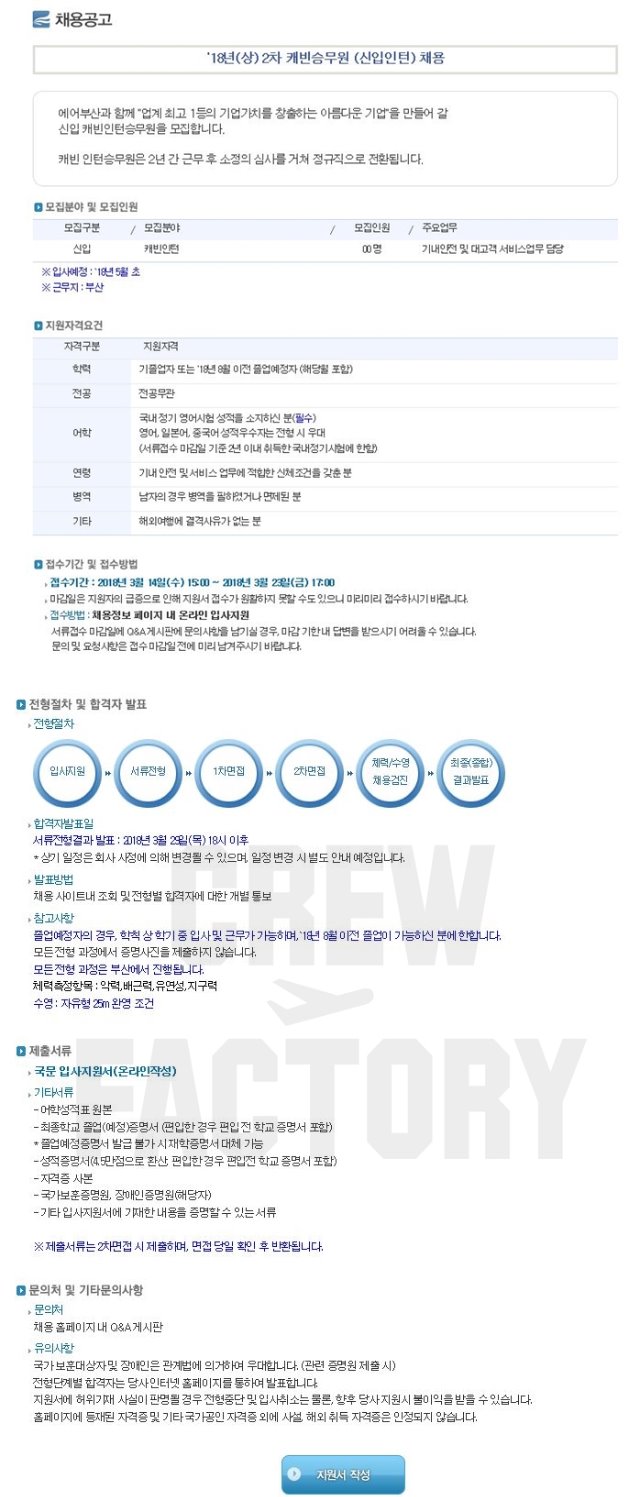 채용공고
'18년(상) 2차 캐빈승무원 (신입인턴) 채용
에어부산과 함께 "업계 최고 1등의 기업가치를 창출하는 아름다운 기업"을 만들어 갈
신입 캐빈인턴승무원을 모집합니다.
캐빈 인턴승무원은 2년 간 근무 후 소정의 심사를 거쳐 정규직으로 전환됩니다.
모집분야 및 모집인원
모집구분 / 모집분야 / 모집인원 / 주요업무
신입 캐빈인턴 00 명 기내안전 및 대고객 서비스업무 담당
※ 입사예정 : '18년 5월 초
※ 근무지 : 부산
지원자격요건
자격구분 지원자격
학력 기졸업자 또는 '18년 8월 이전 졸업예정자 (해당월 포함)
전공 전공무관
국내 정기 영어시험 성적을 소지하신 분(필수)
어학 영어, 일본어, 중국어 성적우수자는 전형 시 우대
(서류접수 마감일 기준 2년 이내 취득한 국내정기시험에 한함)
연령 기내 안전 및 서비스 업무에 적합한 신체조건을 갖춘 분
병역 남자의 경우 병역을 필하였거나 면제된 분
기타 해외여행에 결격사유가 없는 분
접수기간 및 접수방법
접수기간 : 2018년 3월 14일(수) 15:00 ~ 2018년 3월 23일(금) 17:00
마감일은 지원자의 급증으로 인해 지원서 접수가 원활하지 못할 수도 있으니 미리미리 접수하시기 바랍니다.
접수방법 : 채용정보 페이지 내 온라인 입사지원
서류접수 마감일에 Q&A 게시판에 문의사항을 남기실 경우, 마감 기한 내 답변을 받으시기 어려울 수 있습니다.
문의 및 요청사항은 접수 마감일 전에 미리 남겨주시기 바랍니다.
전형절차 및 합격자 발표
전형절차
입사지원 » 서류전형 » 1차면접 » 2차면접 » 체력/수영 채용검진 » 최종(종합) 결과발표
합격자발표일
서류전형결과 발표 : 2018년 3월 29일(목) 18시 이후
* 상기 일정은 회사 사정에 의해 변경될 수 있으며, 일정 변경 시 별도 안내 예정입니다.
발표방법
채용 사이트내 조회 및 전형별 합격자에 대한 개별 통보
참고사항
졸업예정자의 경우, 학칙 상 학기 중 입사 및 근무가 가능하며,'18년 8월 이전 졸업이 가능하신 분에 한합니다.
모든 전형 과정에서 증명사진을 제출하지 않습니다.
모든 전형 과정은 부산에서 진행됩니다.
체력측정항목 : 악력,배근력,유연성,지구력
수영 : 자유형 25m 완영 조건
CREW
FACTORY
제출서류
국문 입사지원서(온라인작성)
기타서류
- 어학성적표 원본
- 최종학교 졸업(예정)증명서 (편입한 경우 편입 전 학교 증명서 포함)
* 졸업예정증명서 발급 불가 시 재학증명서 대체 가능
- 성적증명서(4.5만점으로 환산, 편입한 경우 편입전 학교 증명서 포함)
- 자격증 사본
- 국가보훈증명원, 장애인증명원(해당자)
- 기타 입사지원서에 기재한 내용을 증명할 수 있는 서류
※ 제출서류는 2차면접 시 제출하며, 면접 당일 확인 후 반환됩니다.
문의처 및 기타문의사항
문의처
채용 홈페이지 내 Q&A 게시판
유의사항
국가 보훈대상자 및 장애인은 관계법에 의거하여 우대합니다. (관련 증명원 제출 시)
전형단계별 합격자는 당사 인터넷 홈페이지를 통하여 발표합니다.
지원서에 허위기재 사실이 판명될 경우 전형중단 및 입사취소는 물론, 향후 당사 지원시 불이익을 받을 수 있습니다.
홈페이지에 등재된 자격증 및 기타 국가공인 자격증 외에 사설, 해외 취득 자격증은 인정되지 않습니다.
지원서 작성